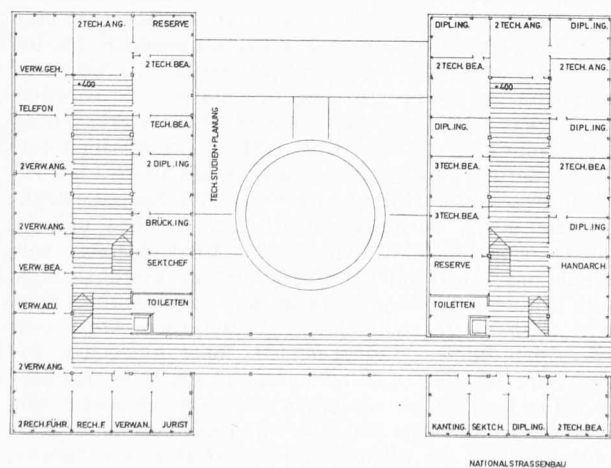 2 TECH. ANG.
RESERVE
2 TECH. BEA.
VERW. GEH.
+400
TELEFON
TECH. BEA.
2 DIPL. ING.
2 VERW. ANG.
BRÜCK. ING.
2 VERW. ANG.
SEKT. CHEF
VERW. BEA.
TOILETTEN
VERW. ADJ.
2 VERW. ANG.
2 RECH. FÜHR.
RECH. F.
VERW. AN.
JURIST
TECH. STUDIEN + PLANUNG
DIPL. ING.
2 TECH. ANG.
DIPL. ING.
2 TECH. BEA.
2 TECH. ANG.
+400
DIPL. ING.
DIPL. ING.
3 TECH. BEA.
2 TECH. BEA.
3 TECH. BEA.
DIPL. ING.
RESERVE
HANDARCH.
TOILETTEN
KANT. ING.
SEKT. CH.
DIPL. ING.
2 TECH. BEA.
NATIONALSTRASSENBAU